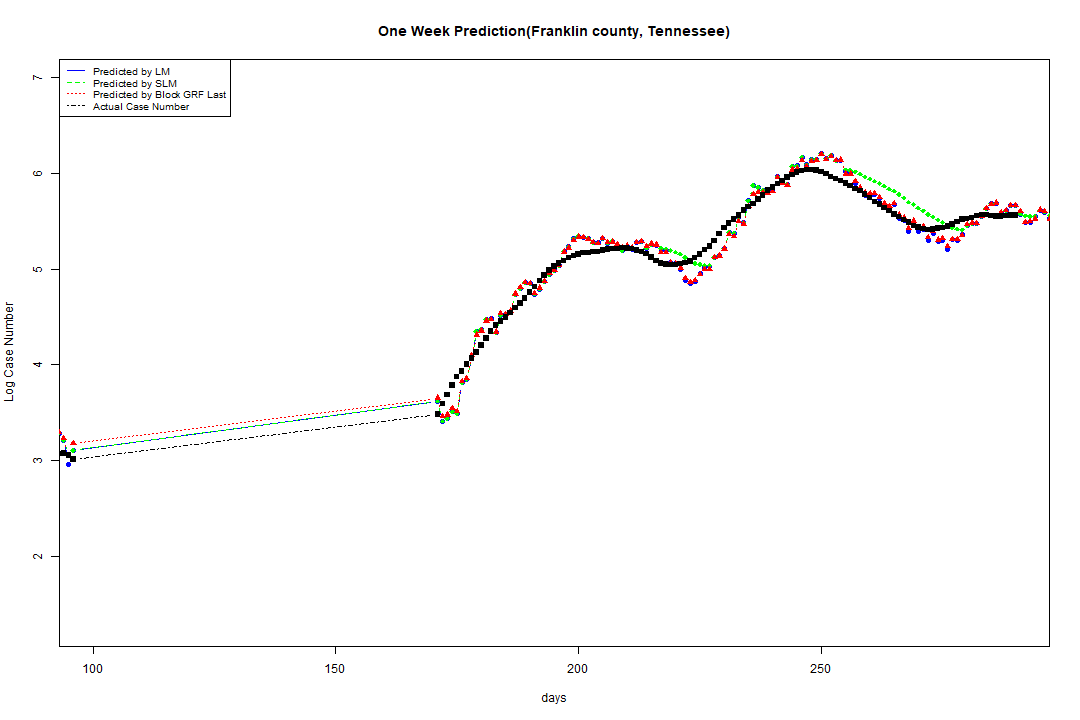 One Week Prediction(Franklin county, Tennessee)
Predicted by LM
Predicted by SLM
Predicted by Block GRF Last
Actual Case Number
7
6
5
4
3
2
Log Case Number
100
150
200
250
days